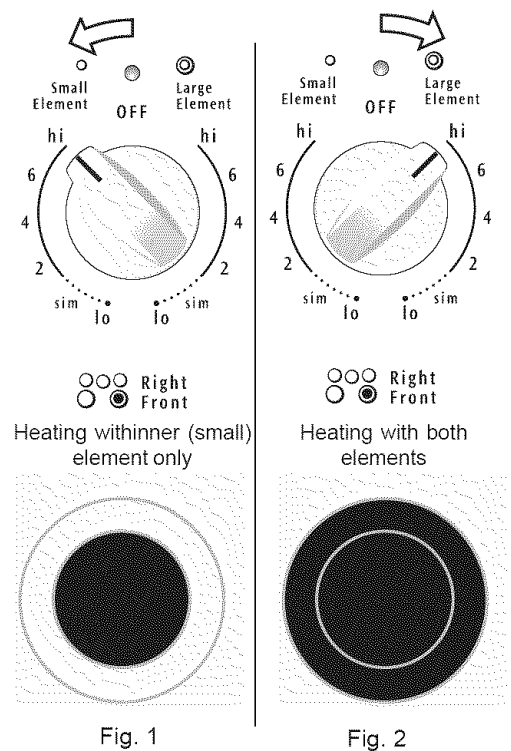 Small
Element
OFF
Large
Element
hi
hi
6
6
4
4
2
2
sim
sim
lo
lo
Right
Front
Heating withinner (small)
element only
Fig. 1
Small
Element
OFF
Large
Element
hi
hi
6
6
4
4
2
2
sim
sim
lo
lo
Right
Front
Heating with both
elements
Fig. 2